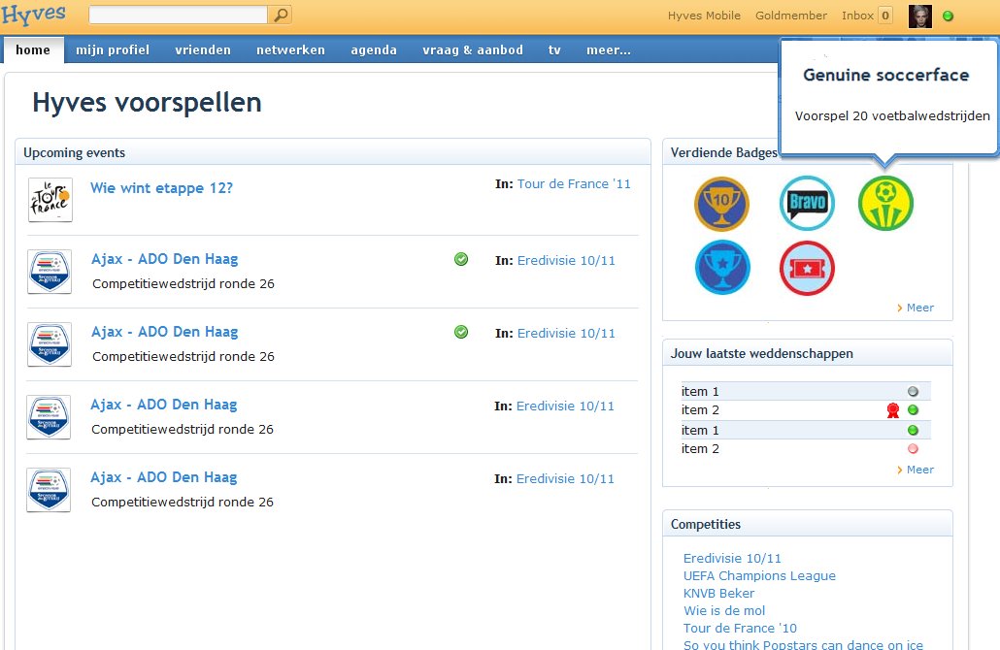 Hyves
Hyves Mobile Goldmember Inbox 0
home mijn profiel vrienden netwerken agenda vraag & aanbod tv meer...
Genuine soccerface
Voorspel 20 voetbalwedstrijden
Hyves voorspellen
Upcoming events
le TOUR de france
Wie wint etappe 12?
In: Tour de France '11
Ajax - ADO Den Haag
In: Eredivisie 10/11
Competitiewedstrijd ronde 26
Ajax - ADO Den Haag
In: Eredivisie 10/11
Competitiewedstrijd ronde 26
Ajax - ADO Den Haag
In: Eredivisie 10/11
Competitiewedstrijd ronde 26
Ajax - ADO Den Haag
In: Eredivisie 10/11
Competitiewedstrijd ronde 26
Verdiende Badges
10
Bravo
Meer
Jouw laatste weddenschappen
item 1
item 2
item 1
item 2
Meer
Competities
Eredivisie 10/11
UEFA Champions League
KNVB Beker
Wie is de mol
Tour de France '10
So you think Popstars can dance on ice